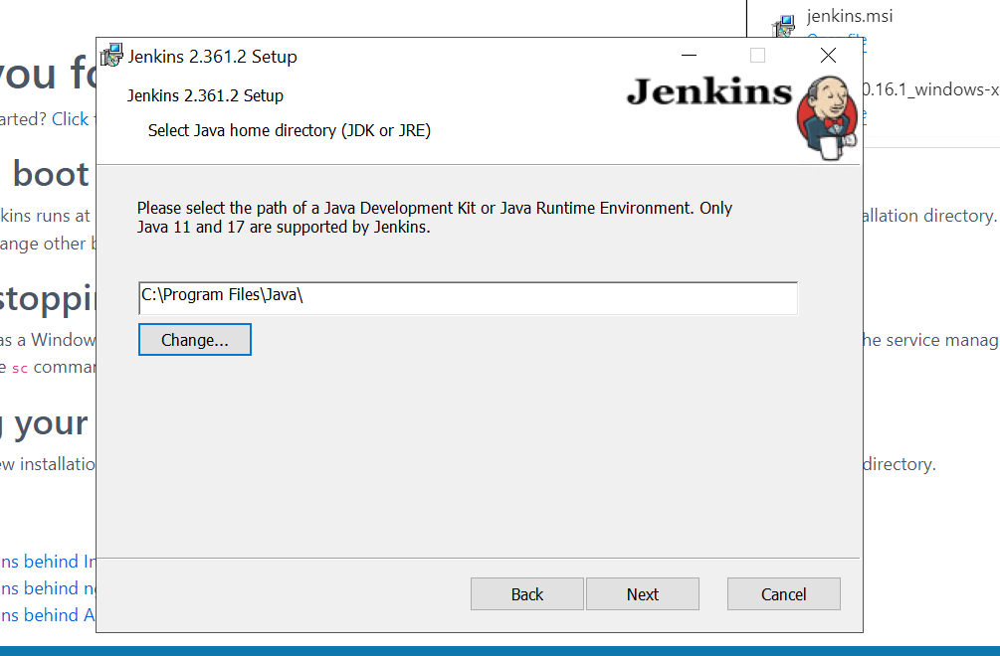 jenkins.msi
Jenkins 2.361.2 Setup
Jenkins 2.361.2 Setup
Jenkins
Select Java home directory (JDK or JRE)
you fo
0.16.1_windows-x
arted? Click
boot
Please select the path of a Java Development Kit or Java Runtime Environment. Only
Java 11 and 17 are supported by Jenkins.
kins runs at
allation directory.
ange other b
C:\Program Files\Java\
stoppi
Change...
as a Window
he service manag
e sc comman
g your
ew installatio
directory.
ns behind In
ns behind ng
ns behind A
Back
Next
Cancel